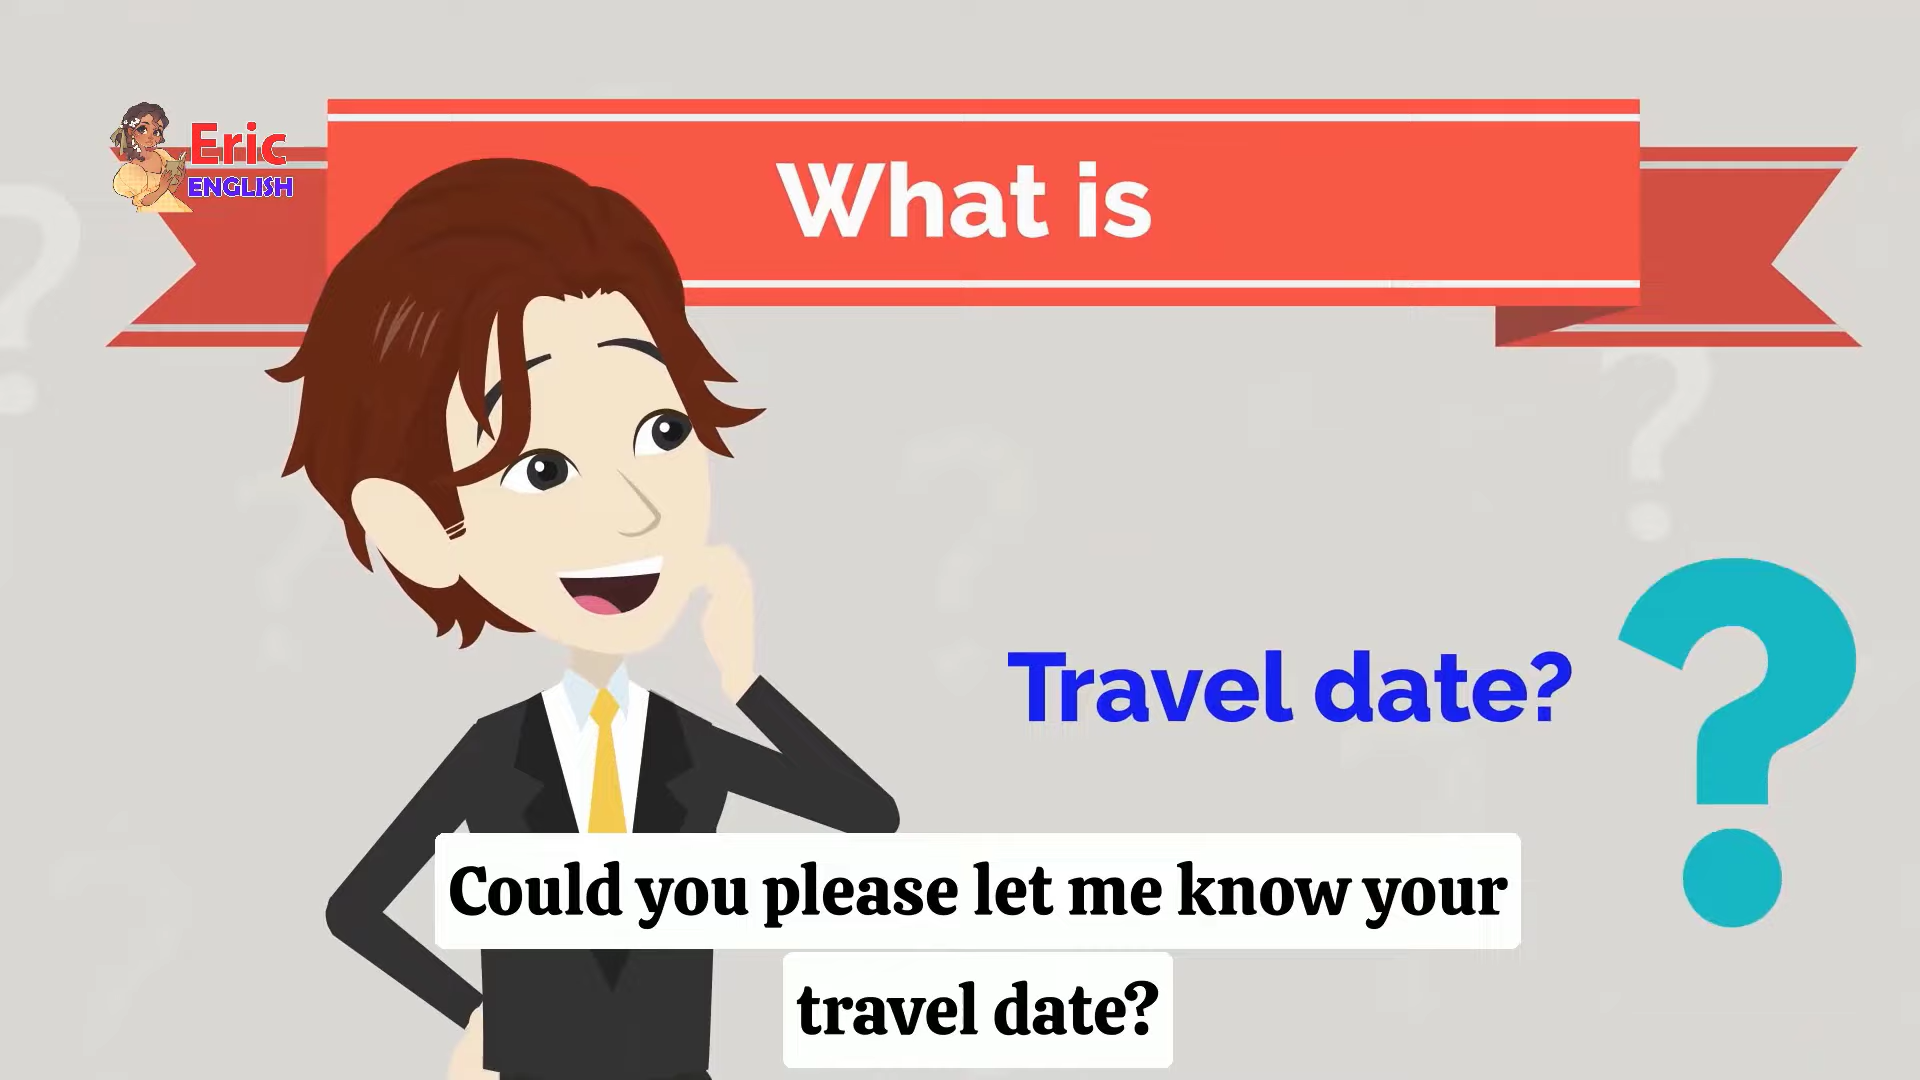 Eric
ENGLISH
What is
Travel date?
Could you please let me know your
travel date?